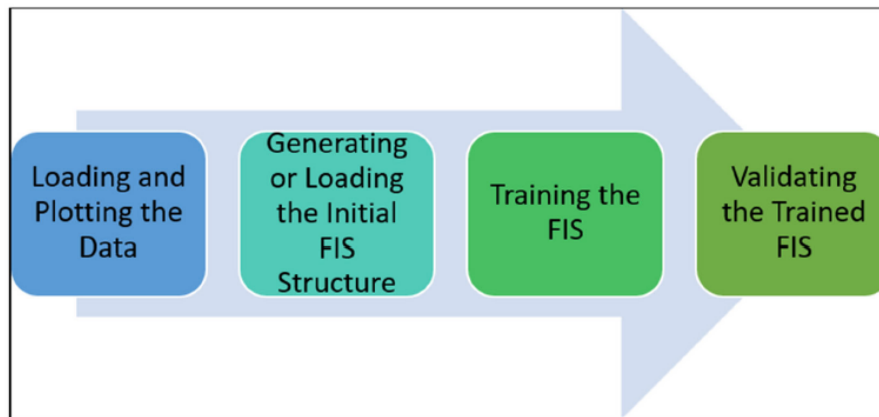 Loading and
Plotting the
Data
Generating
or Loading
the Initial
FIS
Structure
Training the
FIS
Validating
the Trained
FIS